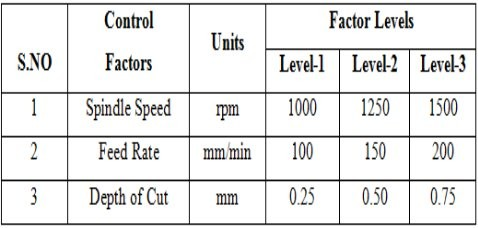 S.NO Control Factors Units Factor Levels
Level-1 Level-2 Level-3
1 Spindle Speed rpm 1000 1250 1500
2 Feed Rate mm/min 100 150 200
3 Depth of Cut mm 0.25 0.50 0.75